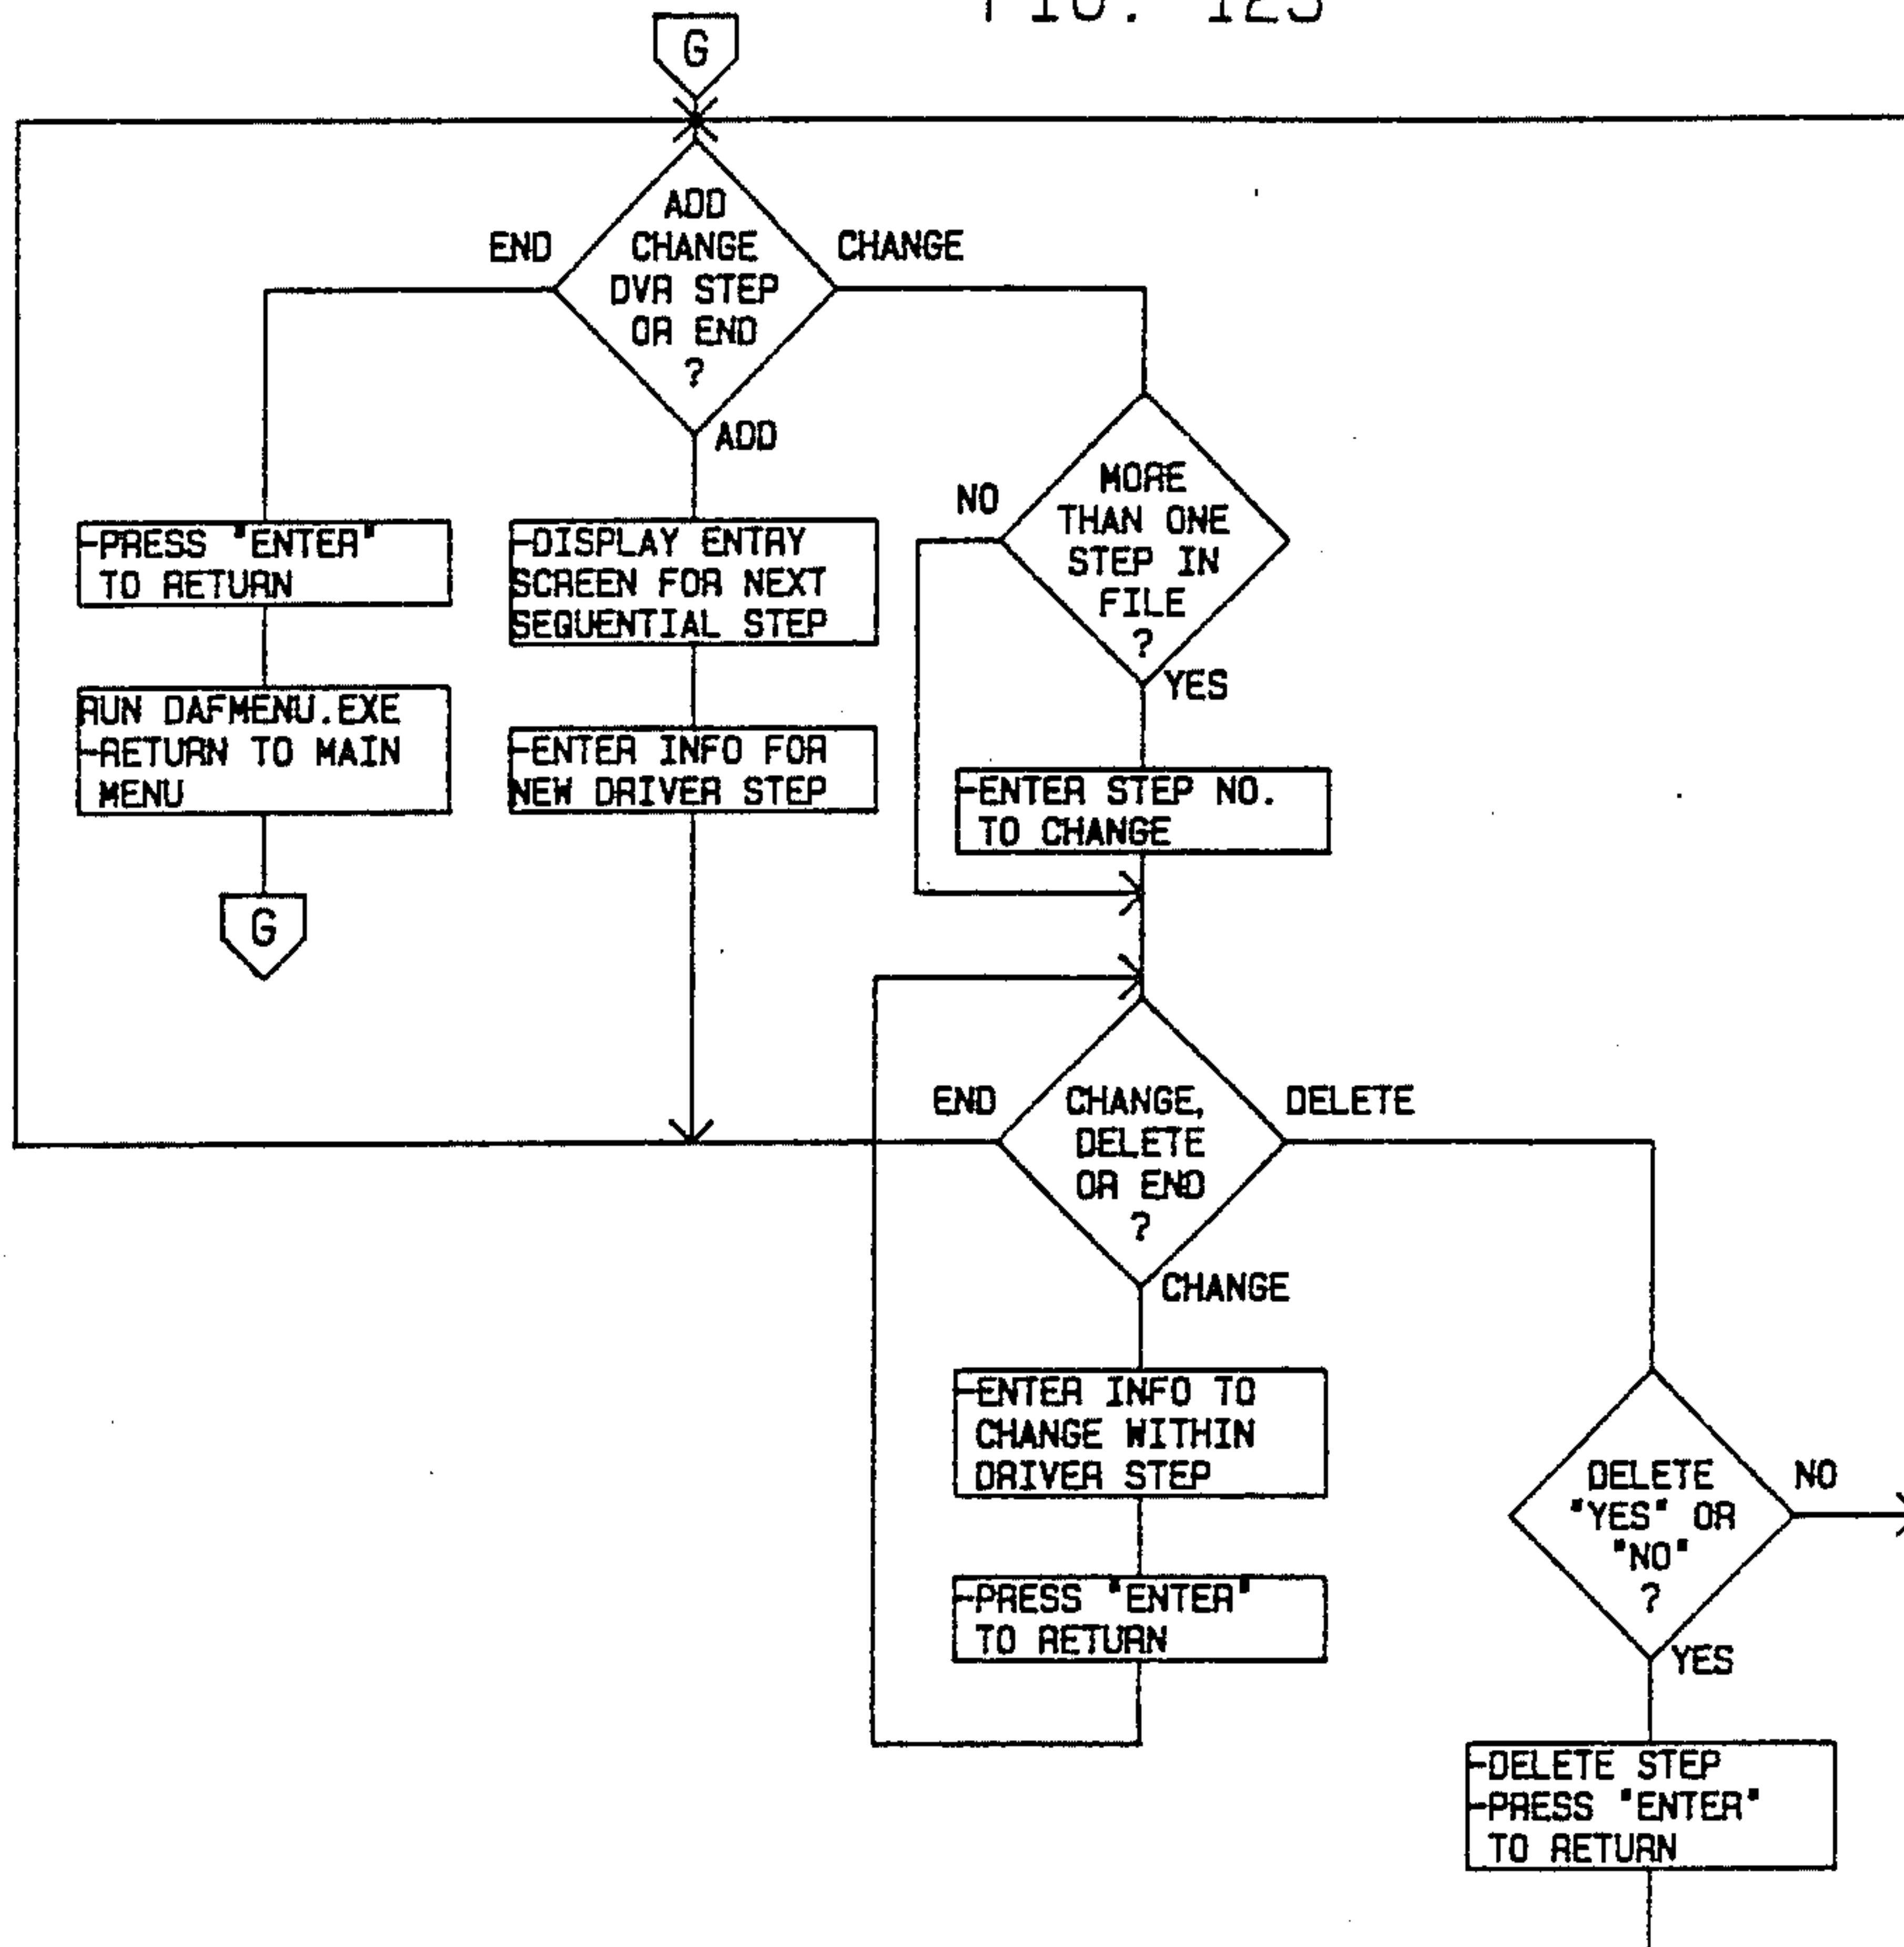 FIG. 123
G
ADD
CHANGE
DVR STEP
OR END
?
END
CHANGE
ADD
-PRESS "ENTER"
TO RETURN
RUN DAFMENU.EXE
-RETURN TO MAIN
MENU
G
-DISPLAY ENTRY
SCREEN FOR NEXT
SEQUENTIAL STEP
-ENTER INFO FOR
NEW DRIVER STEP
MORE
THAN ONE
STEP IN
FILE
?
NO
YES
-ENTER STEP NO.
TO CHANGE
CHANGE,
DELETE
OR END
?
END
DELETE
CHANGE
-ENTER INFO TO
CHANGE WITHIN
DRIVER STEP
-PRESS "ENTER"
TO RETURN
DELETE
"YES" OR
"NO"
?
NO
YES
-DELETE STEP
-PRESS "ENTER"
TO RETURN